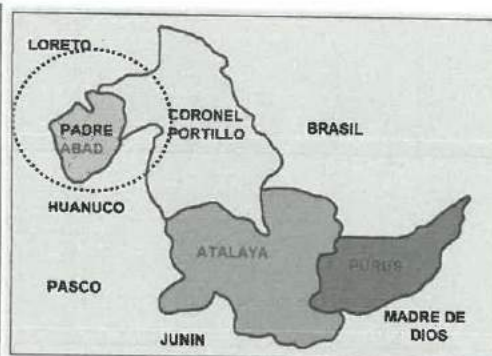 LORETO
PADRE
ABAD
CORONEL
PORTILLO
BRASIL
HUANUCO
ATALAYA
PURUS
PASCO
JUNIN
MADRE DE
DIOS